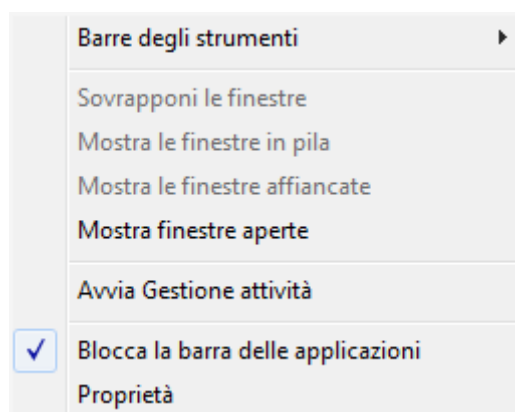 Barre degli strumenti
Sovrapponi le finestre
Mostra le finestre in pila
Mostra le finestre affiancate
Mostra finestre aperte
Avvia Gestione attività
Blocca la barra delle applicazioni
Proprietà